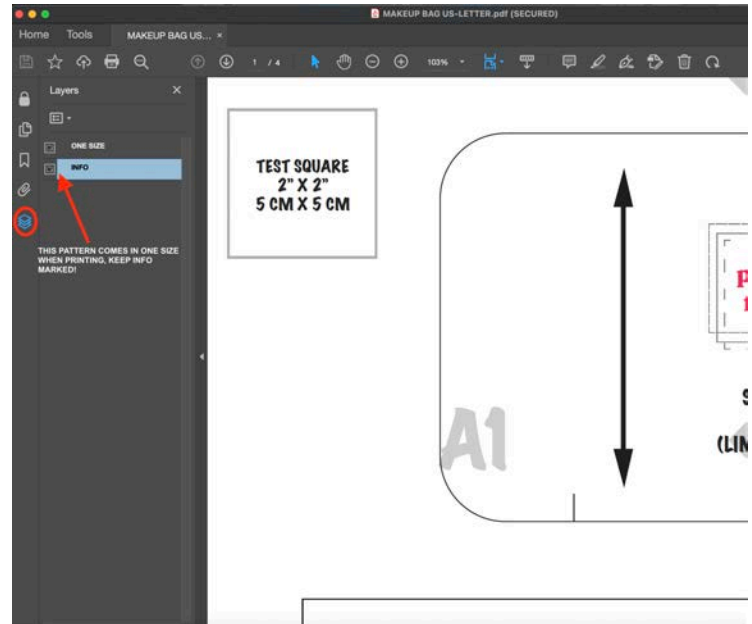 MAKEUP BAG US-LETTER.pdf (SECURED)
Home Tools MAKEUP BAG US... ×
1 / 4 103%
Layers ×
ONE SIZE
INFO
THIS PATTERN COMES IN ONE SIZE
WHEN PRINTING, KEEP INFO
MARKED!
TEST SQUARE
2" X 2"
5 CM X 5 CM
A1